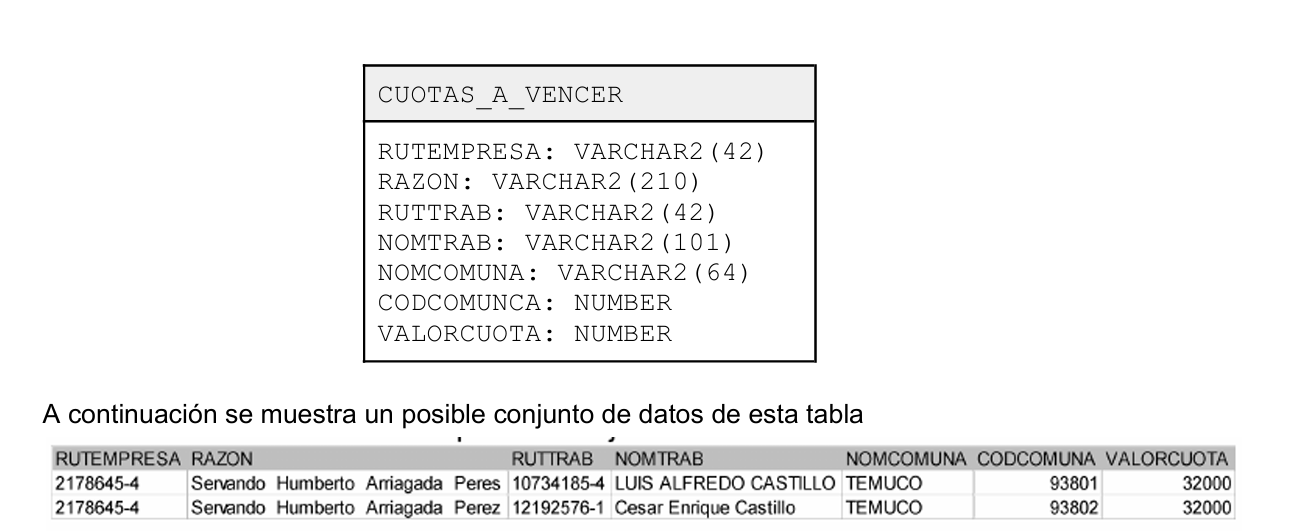 CUOTAS_A_VENCER
RUTEMPRESA: VARCHAR2(42)
RAZON: VARCHAR2(210)
RUTTRAB: VARCHAR2(42)
NOMTRAB: VARCHAR2(101)
NOMCOMUNA: VARCHAR2(64)
CODCOMUNCA: NUMBER
VALORCUOTA: NUMBER
A continuación se muestra un posible conjunto de datos de esta tabla
RUTEMPRESA RAZON RUTTRAB NOMTRAB NOMCOMUNA CODCOMUNA VALORCUOTA
2178645-4 Servando Humberto Arriagada Peres 10734185-4 LUIS ALFREDO CASTILLO TEMUCO 93801 32000
2178645-4 Servando Humberto Arriagada Perez 12192576-1 Cesar Enrique Castillo TEMUCO 93802 32000